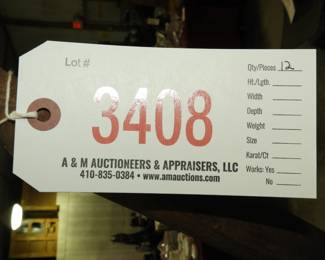 Lot #
3408
A & M AUCTIONEERS & APPRAISERS, LLC
410-835-0384 • www.amauctions.com
Qty/Pieces 12
Ht./Lgth.
Width
Depth
Weight
Size
Karat/Ct
Works: Yes
No